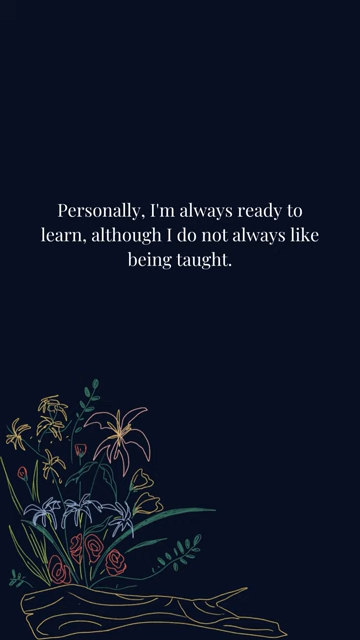 Personally, I'm always ready to
learn, although I do not always like
being taught.